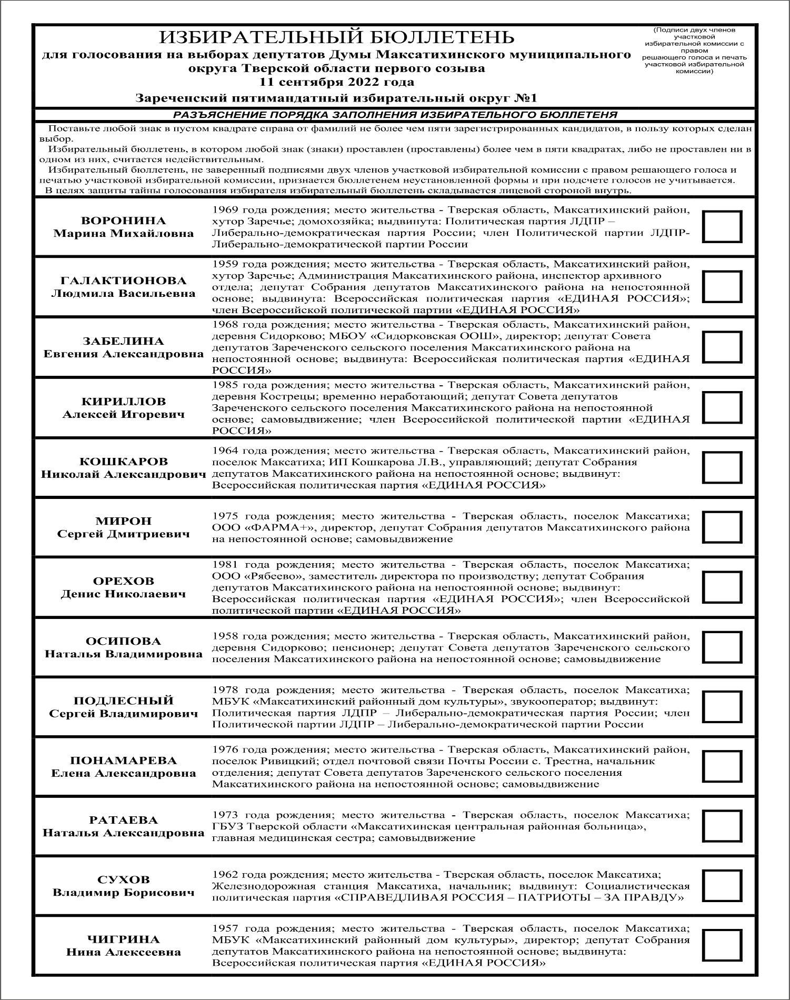 ИЗБИРАТЕЛЬНЫЙ БЮЛЛЕТЕНЬ
для голосования на выборах депутатов Думы Максатихинского муниципального
округа Тверской области первого созыва
11 сентября 2022 года
Зареченский пятимандатный избирательный округ №1
(Подписи двух членов
участковой
избирательной комиссии с
правом
решающего голоса и печать
участковой избирательной
комиссии)
РАЗЪЯСНЕНИЕ ПОРЯДКА ЗАПОЛНЕНИЯ ИЗБИРАТЕЛЬНОГО БЮЛЛЕТЕНЯ
Поставьте любой знак в пустом квадрате справа от фамилий не более чем пяти зарегистрированных кандидатов, в пользу которых сделан
выбор.
Избирательный бюллетень, в котором любой знак (знаки) проставлен (проставлены) более чем в пяти квадратах, либо не проставлен ни в
одном из них, считается недействительным.
Избирательный бюллетень, не заверенный подписями двух членов участковой избирательной комиссии с правом решающего голоса и
печатью участковой избирательной комиссии, признается бюллетенем неустановленной формы и при подсчете голосов не учитывается.
В целях защиты тайны голосования избирателя избирательный бюллетень складывается лицевой стороной внутрь.
ВОРОНИНА
Марина Михайловна
1969 года рождения; место жительства - Тверская область, Максатихинский район,
хутор Заречье; домохозяйка; выдвинута: Политическая партия ЛДПР –
Либерально-демократическая партия России; член Политической партии ЛДПР-
Либерально-демократической партии России
ГАЛАКТИОНОВА
Людмила Васильевна
1959 года рождения; место жительства - Тверская область, Максатихинский район,
хутор Заречье; Администрация Максатихинского района, инспектор архивного
отдела; депутат Собрания депутатов Максатихинского района на непостоянной
основе; выдвинута: Всероссийская политическая партия «ЕДИНАЯ РОССИЯ»;
член Всероссийской политической партии «ЕДИНАЯ РОССИЯ»
ЗАБЕЛИНА
Евгения Александровна
1968 года рождения; место жительства - Тверская область, Максатихинский район,
деревня Сидорково; МБОУ «Сидорковская ООШ», директор; депутат Совета
депутатов Зареченского сельского поселения Максатихинского района на
непостоянной основе; выдвинута: Всероссийская политическая партия «ЕДИНАЯ
РОССИЯ»
КИРИЛЛОВ
Алексей Игоревич
1985 года рождения; место жительства - Тверская область, Максатихинский район,
деревня Кострецы; временно неработающий; депутат Совета депутатов
Зареченского сельского поселения Максатихинского района на непостоянной
основе; самовыдвижение; член Всероссийской политической партии «ЕДИНАЯ
РОССИЯ»
КОШКАРОВ
Николай Александрович
1964 года рождения; место жительства - Тверская область, Максатихинский район,
поселок Максатиха; ИП Кошкарова Л.В., управляющий; депутат Собрания
депутатов Максатихинского района на непостоянной основе; выдвинут:
Всероссийская политическая партия «ЕДИНАЯ РОССИЯ»
МИРОН
Сергей Дмитриевич
1975 года рождения; место жительства - Тверская область, поселок Максатиха;
ООО «ФАРМА+», директор, депутат Собрания депутатов Максатихинского района
на непостоянной основе; самовыдвижение
ОРЕХОВ
Денис Николаевич
1981 года рождения; место жительства - Тверская область, поселок Максатиха;
ООО «Рябеево», заместитель директора по производству; депутат Собрания
депутатов Максатихинского района на непостоянной основе; выдвинут:
Всероссийская политическая партия «ЕДИНАЯ РОССИЯ»; член Всероссийской
политической партии «ЕДИНАЯ РОССИЯ»
ОСИПОВА
Наталья Владимировна
1958 года рождения; место жительства - Тверская область, Максатихинский район,
деревня Сидорково; пенсионер; депутат Совета депутатов Зареченского сельского
поселения Максатихинского района на непостоянной основе; самовыдвижение
ПОДЛЕСНЫЙ
Сергей Владимирович
1978 года рождения; место жительства - Тверская область, поселок Максатиха;
МБУК «Максатихинский районный дом культуры», звукооператор; выдвинут:
Политическая партия ЛДПР – Либерально-демократическая партия России; член
Политической партии ЛДПР – Либерально-демократической партии России
ПОНАМАРЕВА
Елена Александровна
1976 года рождения; место жительства - Тверская область, Максатихинский район,
поселок Ривицкий; отдел почтовой связи Почты России с. Трестна, начальник
отделения; депутат Совета депутатов Зареченского сельского поселения
Максатихинского района на непостоянной основе; самовыдвижение
РАТАЕВА
Наталья Александровна
1973 года рождения; место жительства - Тверская область, поселок Максатиха;
ГБУЗ Тверской области «Максатихинская центральная районная больница»,
главная медицинская сестра; самовыдвижение
СУХОВ
Владимир Борисович
1962 года рождения; место жительства - Тверская область, поселок Максатиха;
Железнодорожная станция Максатиха, начальник; выдвинут: Социалистическая
политическая партия «СПРАВЕДЛИВАЯ РОССИЯ – ПАТРИОТЫ – ЗА ПРАВДУ»
ЧИГРИНА
Нина Алексеевна
1957 года рождения; место жительства - Тверская область, поселок Максатиха;
МБУК «Максатихинский районный дом культуры», директор; депутат Собрания
депутатов Максатихинского района на непостоянной основе; выдвинута:
Всероссийская политическая партия «ЕДИНАЯ РОССИЯ»